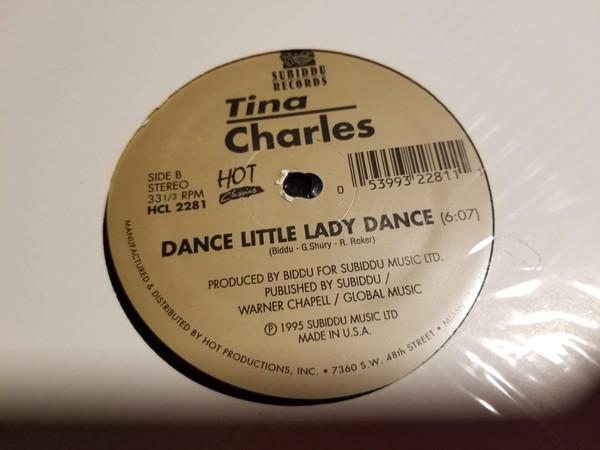 SUBIDDU
RECORDS
Tina
Charles
SIDE B
STEREO
33 1/3 RPM
HCL 2281
HOT
Classics
0 53993 22811 1
DANCE LITTLE LADY DANCE (6:07)
(Biddu - G.Shury - R. Roker)
PRODUCED BY BIDDU FOR SUBIDDU MUSIC LTD.
PUBLISHED BY SUBIDDU /
WARNER CHAPELL / GLOBAL MUSIC
℗ 1995 SUBIDDU MUSIC LTD
MADE IN U.S.A.
MANUFACTURED & DISTRIBUTED BY HOT PRODUCTIONS, INC. • 7360 S.W. 48th STREET •